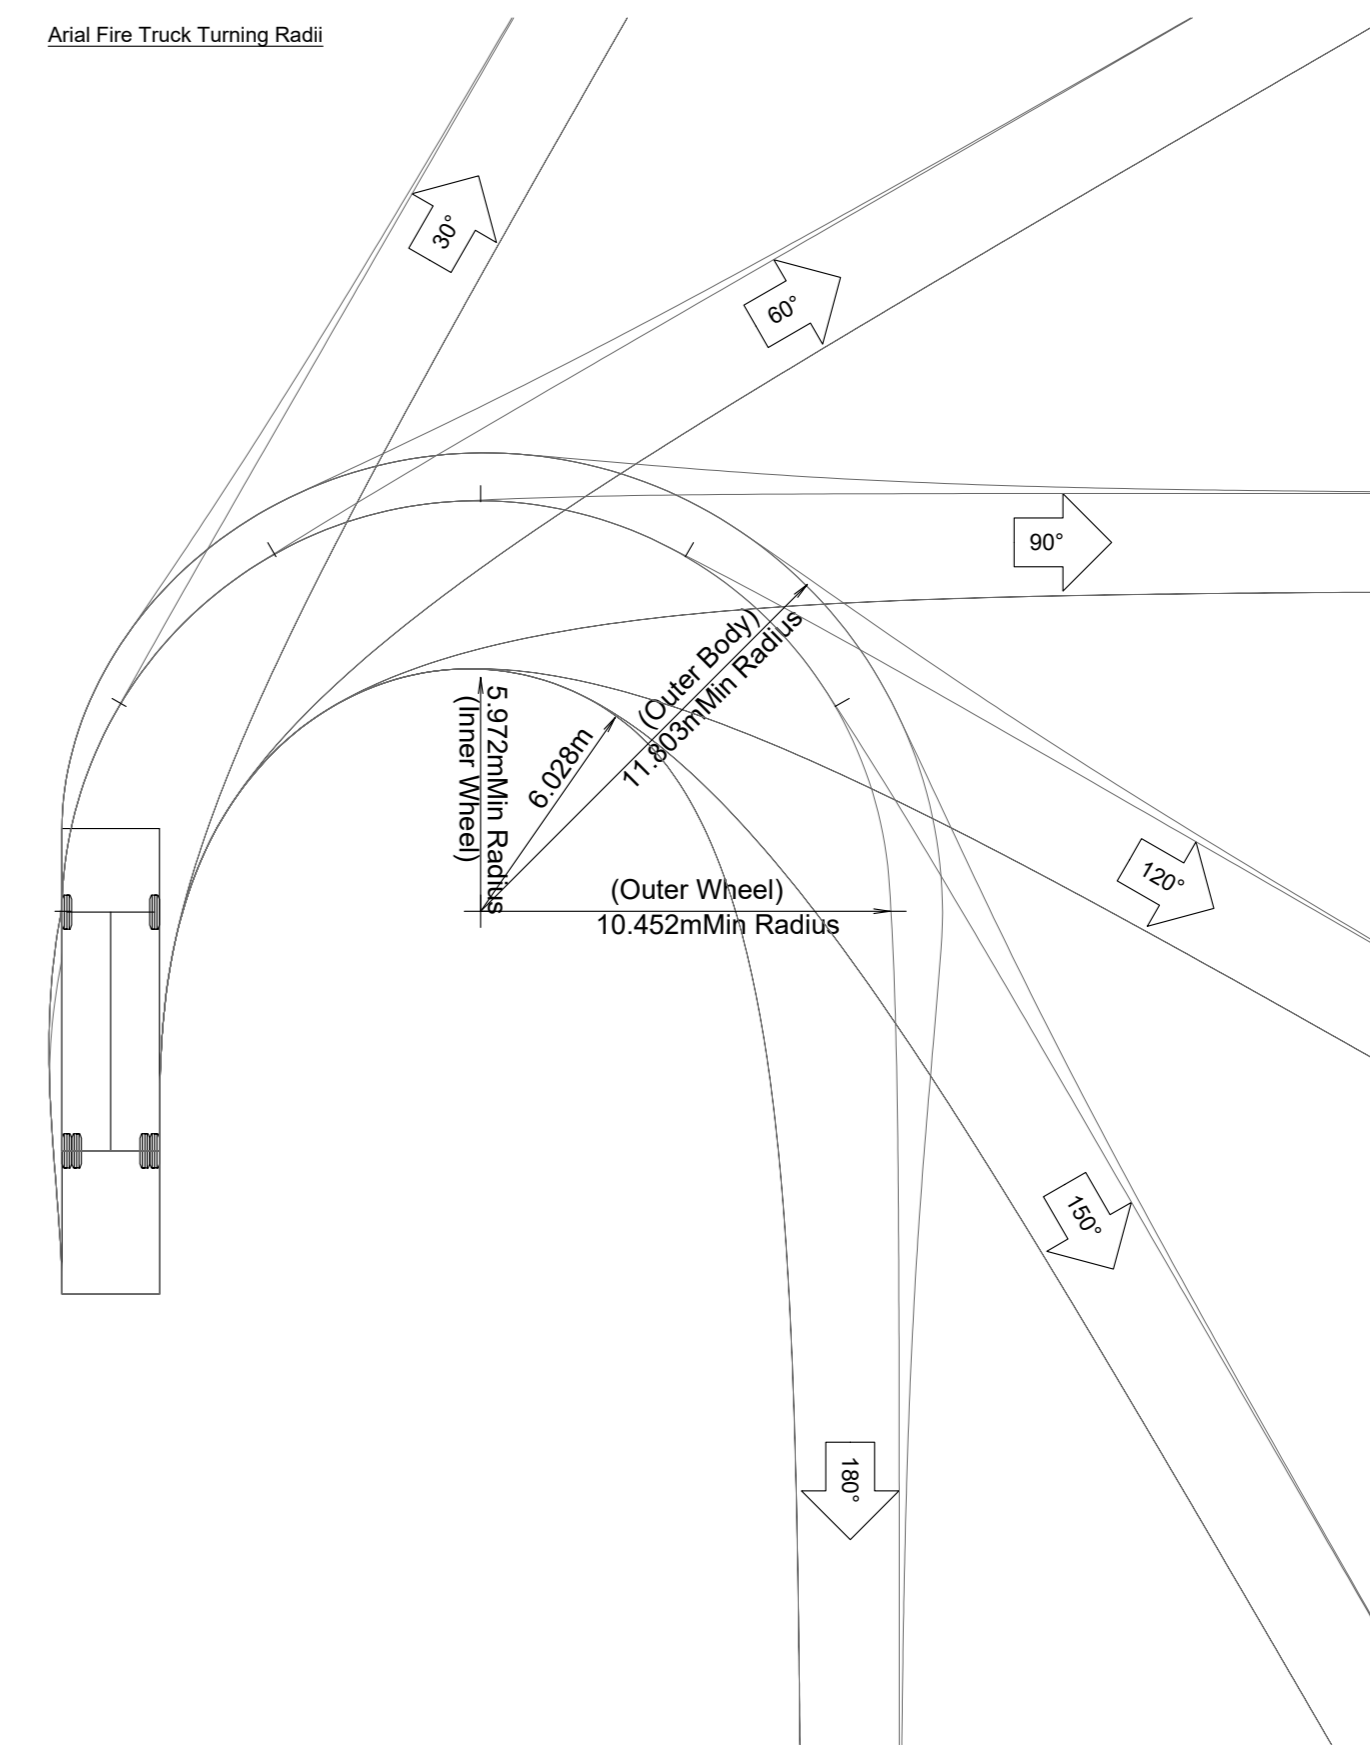 Arial Fire Truck Turning Radii
30°
60°
90°
(Outer Body)
11.803mMin Radius
5.972mMin Radius
(Inner Wheel)
6.028m
(Outer Wheel)
10.452mMin Radius
120°
150°
180°